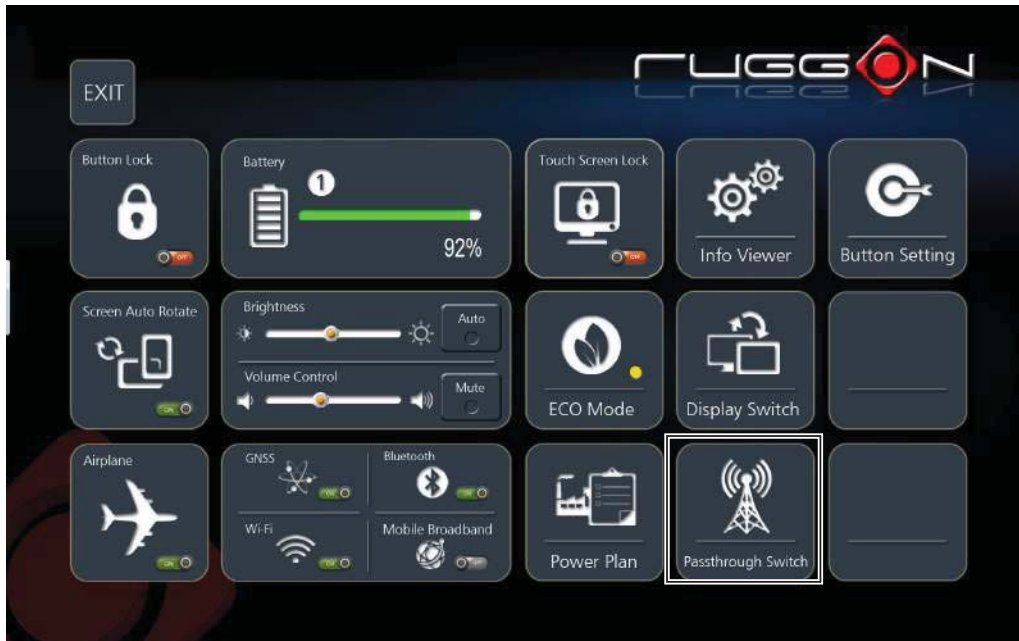 RUGGON
EXIT
Button Lock
OFF
Battery
1
92%
Touch Screen Lock
Info Viewer
Button Setting
Screen Auto Rotate
ON
Brightness
Auto
Volume Control
Mute
ECO Mode
Display Switch
Airplane
ON
GNSS
ON
Bluetooth
ON
Wi-Fi
ON
Mobile Broadband
Power Plan
Passthrough Switch